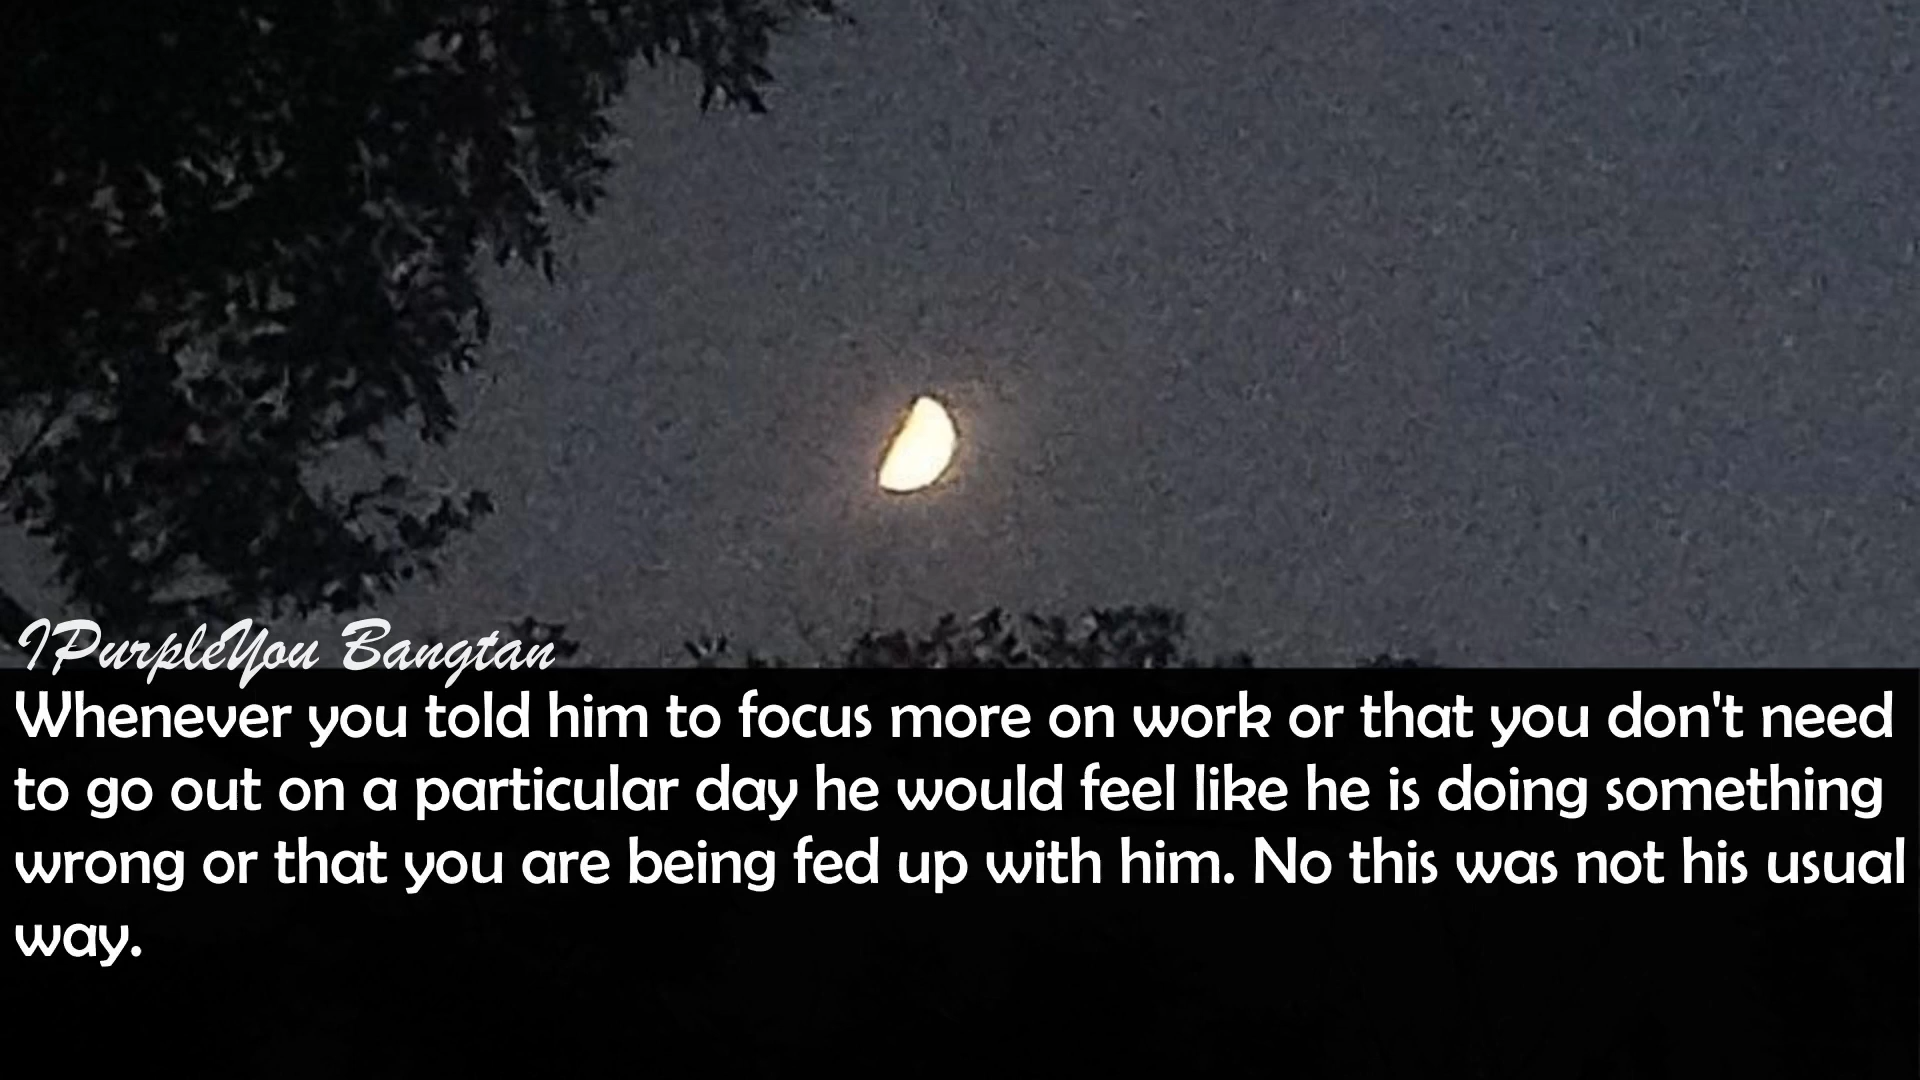 IPurpleYou Bangtan
Whenever you told him to focus more on work or that you don't need
to go out on a particular day he would feel like he is doing something
wrong or that you are being fed up with him. No this was not his usual
way.